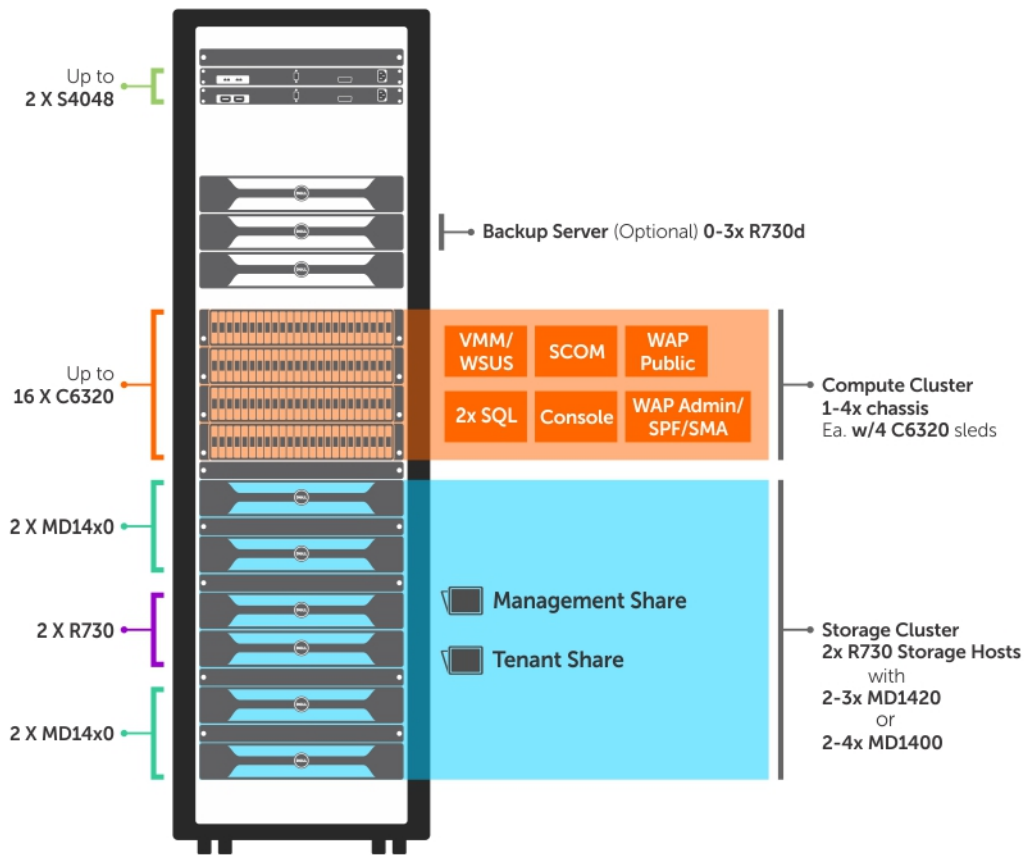 Up to
2 X S4048
Backup Server (Optional) 0-3x R730d
Up to
16 X C6320
VMM/
WSUS
SCOM
WAP
Public
2x SQL
Console
WAP Admin/
SPF/SMA
Compute Cluster
1-4x chassis
Ea. w/4 C6320 sleds
2 X MD14x0
2 X R730
2 X MD14x0
Management Share
Tenant Share
Storage Cluster
2x R730 Storage Hosts
with
2-3x MD1420
or
2-4x MD1400